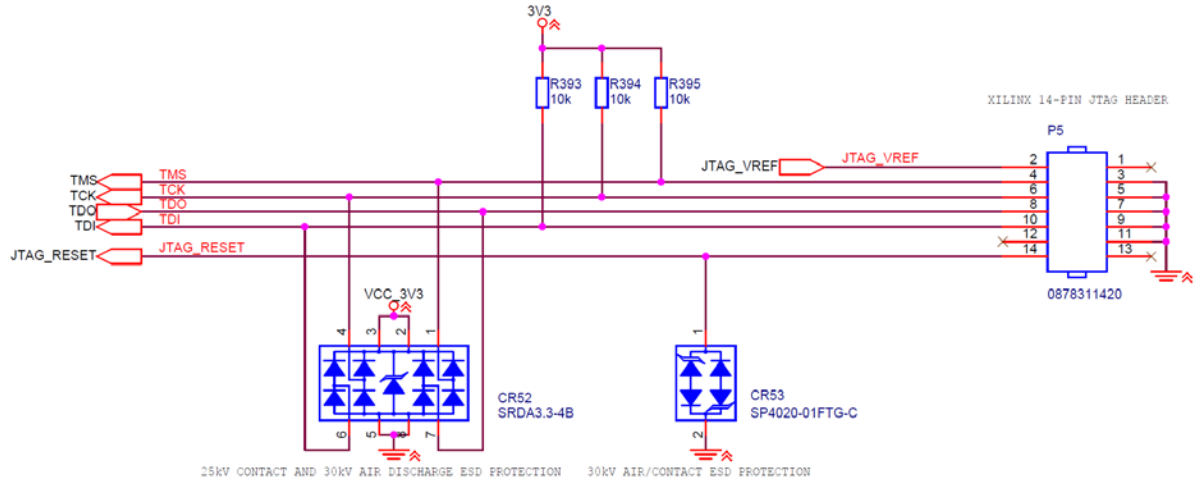 3V3
R393
10k
R394
10k
R395
10k
XILINX 14-PIN JTAG HEADER
P5
JTAG_VREF
JTAG_VREF
2
1
4
3
6
5
8
7
10
9
12
11
14
13
TMS
TMS
TCK
TCK
TDO
TDO
TDI
TDI
JTAG_RESET
JTAG_RESET
0878311420
VCC_3V3
4
3
2
1
1
CR52
SRDA3.3-4B
CR53
SP4020-01FTG-C
6
5
8
7
2
25kV CONTACT AND 30kV AIR DISCHARGE ESD PROTECTION
30kV AIR/CONTACT ESD PROTECTION